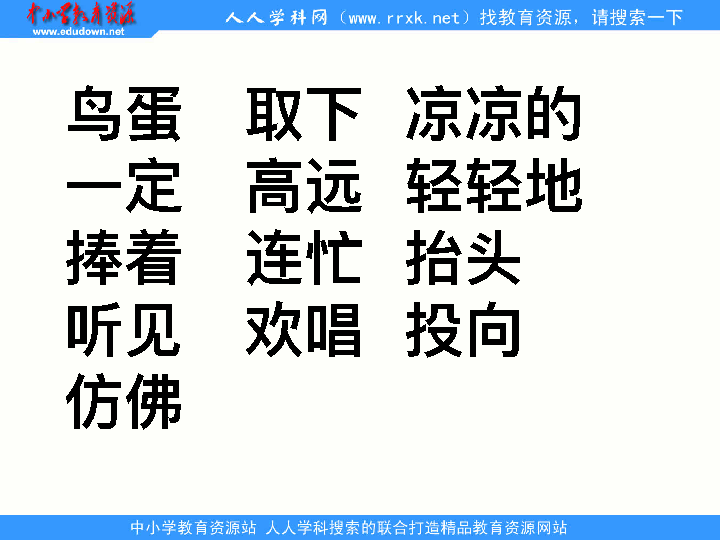 中小学教育资源
www.edudown.net
人人学科网（www.rrxk.net）找教育资源，请搜索一下
鸟蛋 取下 凉凉的
一定 高远 轻轻地
捧着 连忙 抬头
听见 欢唱 投向
仿佛
中小学教育资源站 人人学科搜索的联合打造精品教育资源网站